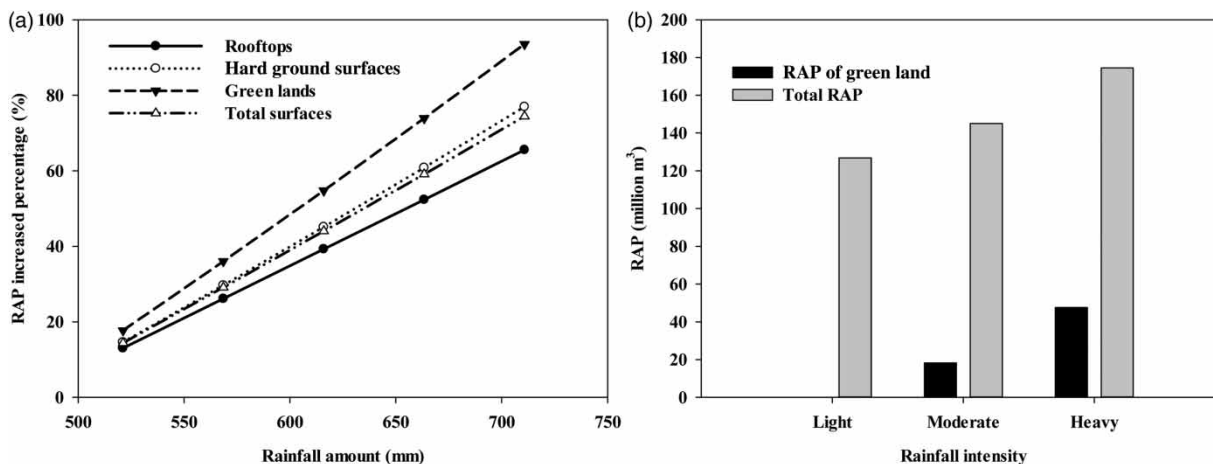 (a)
100
80
60
40
20
0
RAP increased percentage (%)
Rooftops
Hard ground surfaces
Green lands
Total surfaces
500
550
600
650
700
750
Rainfall amount (mm)
(b)
200
180
160
140
120
100
80
60
40
20
0
RAP (million m³)
RAP of green land
Total RAP
Light
Moderate
Heavy
Rainfall intensity